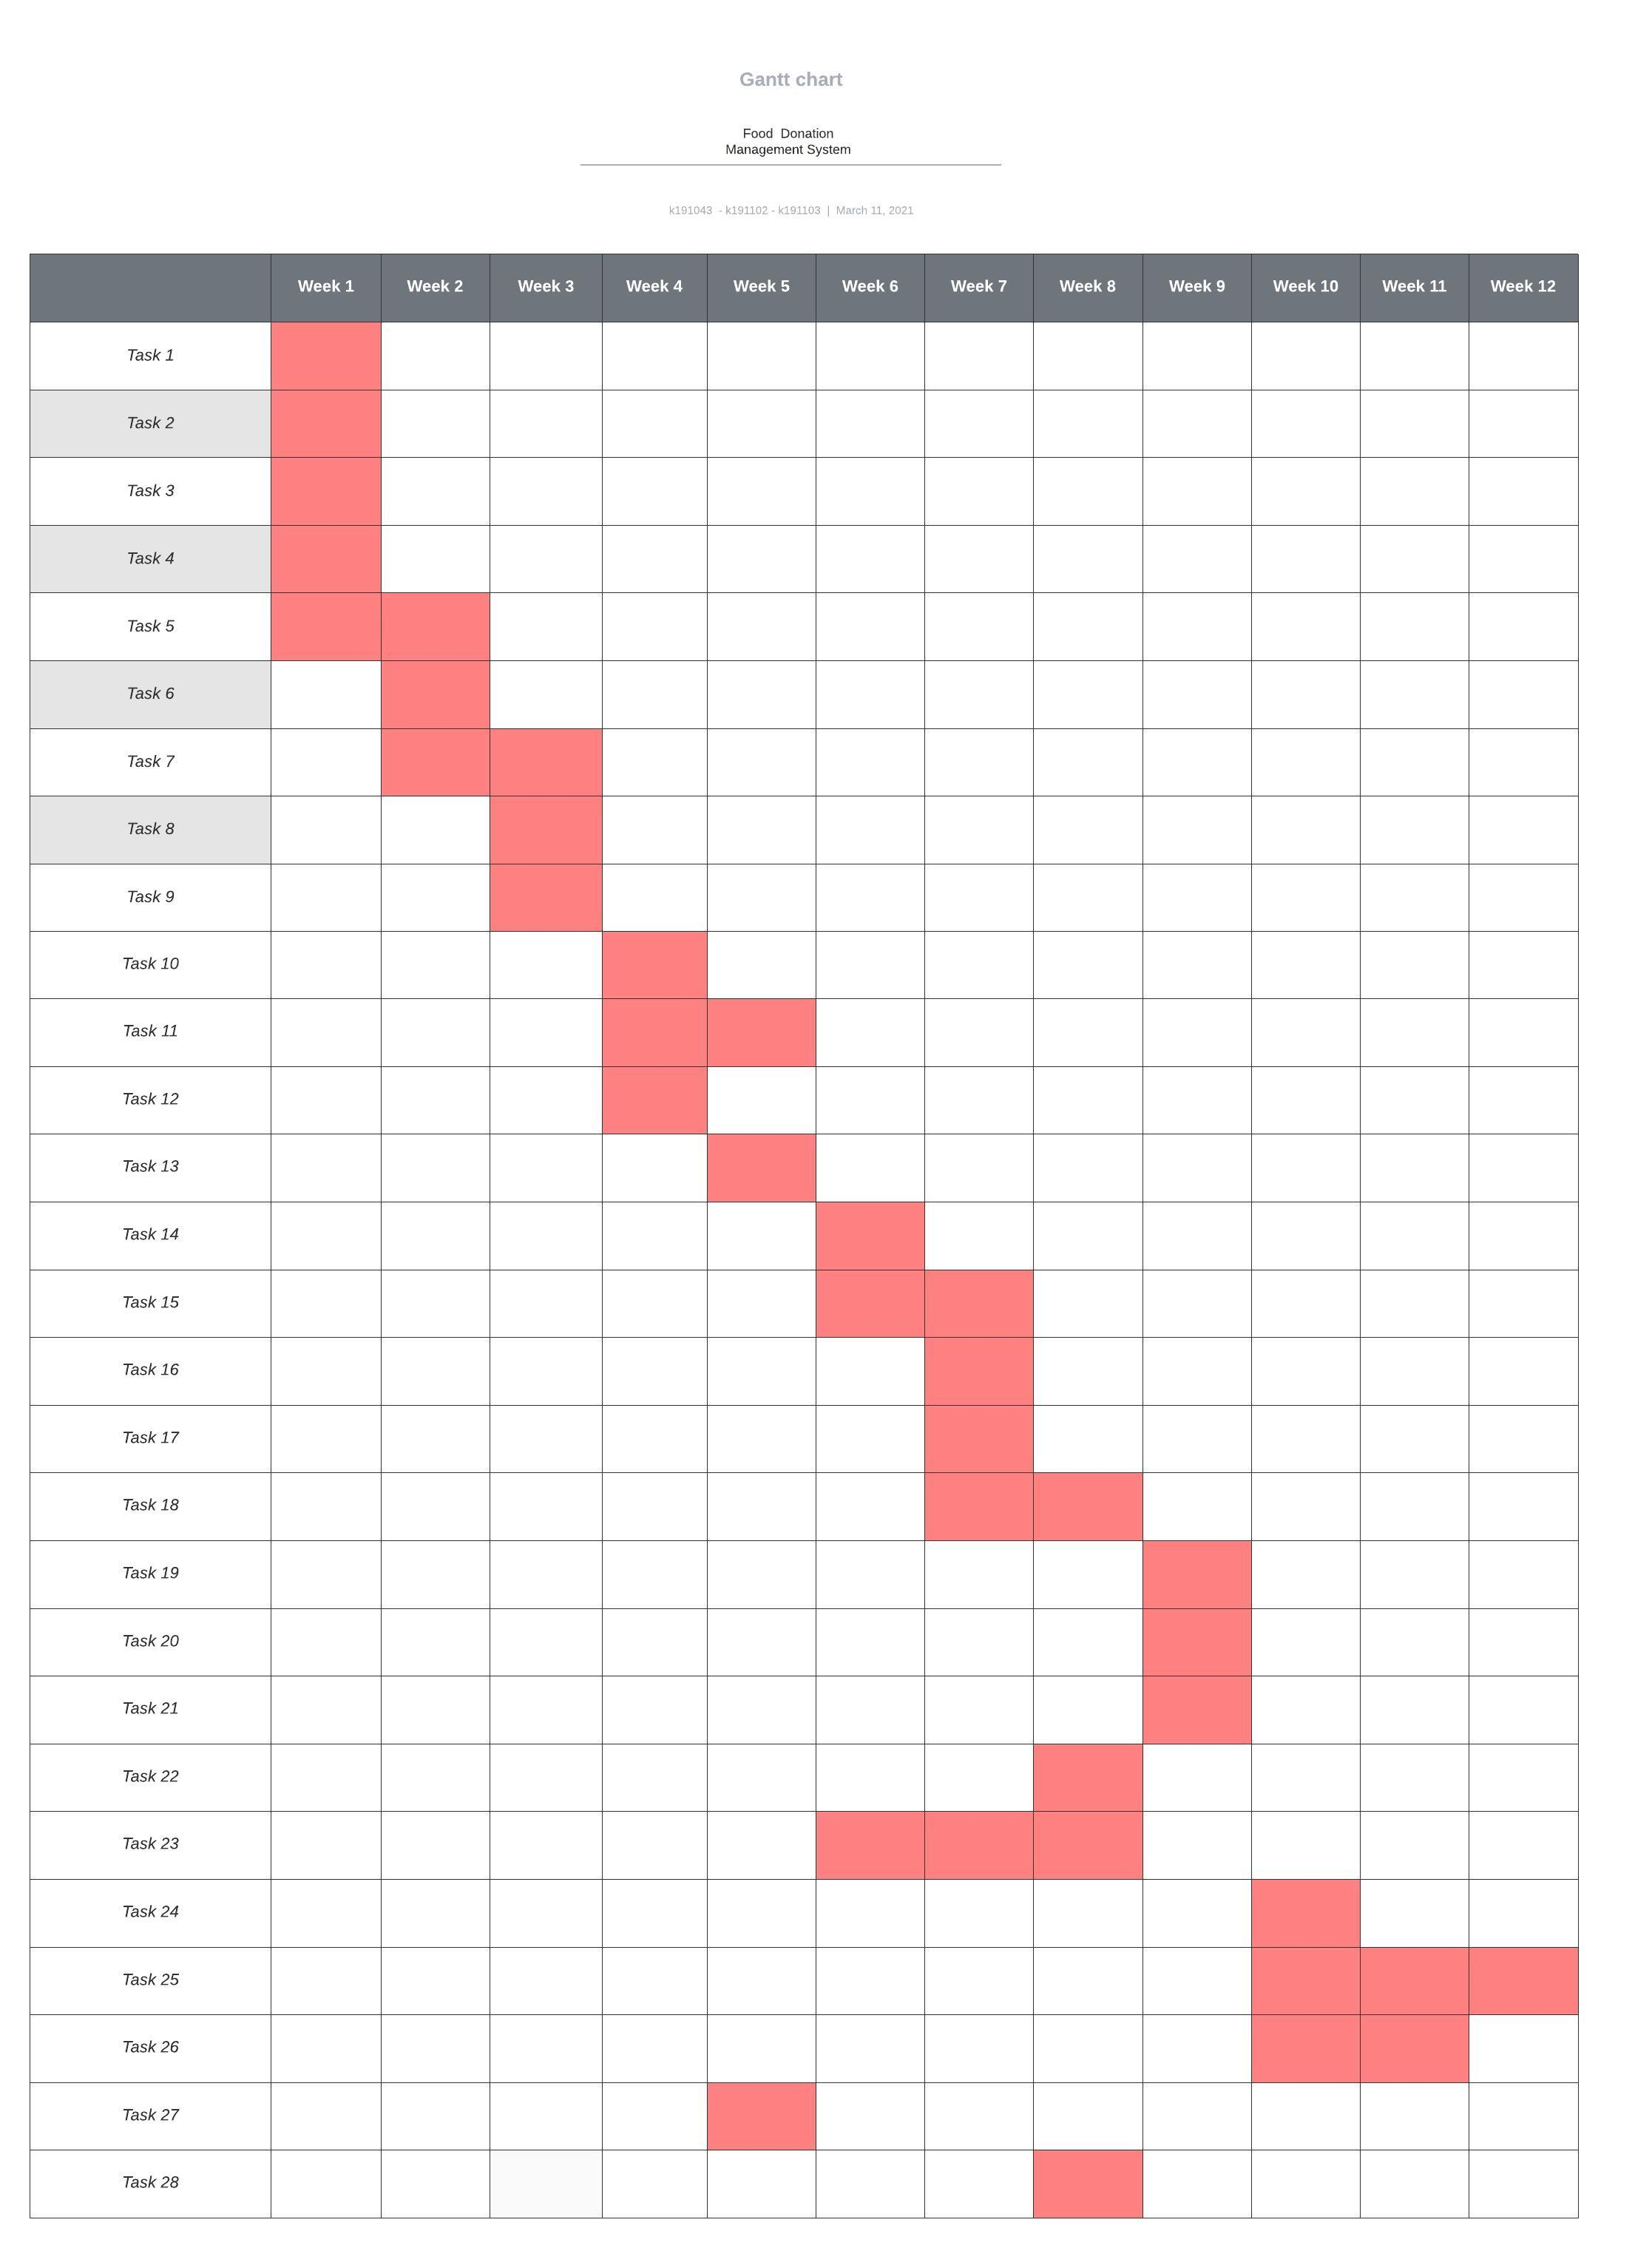 Gantt chart
Food  Donation
Management System
k191043  - k191102 - k191103  |  March 11, 2021
Week 1 Week 2 Week 3 Week 4 Week 5 Week 6 Week 7 Week 8 Week 9 Week 10 Week 11 Week 12
Task 1
Task 2
Task 3
Task 4
Task 5
Task 6
Task 7
Task 8
Task 9
Task 10
Task 11
Task 12
Task 13
Task 14
Task 15
Task 16
Task 17
Task 18
Task 19
Task 20
Task 21
Task 22
Task 23
Task 24
Task 25
Task 26
Task 27
Task 28